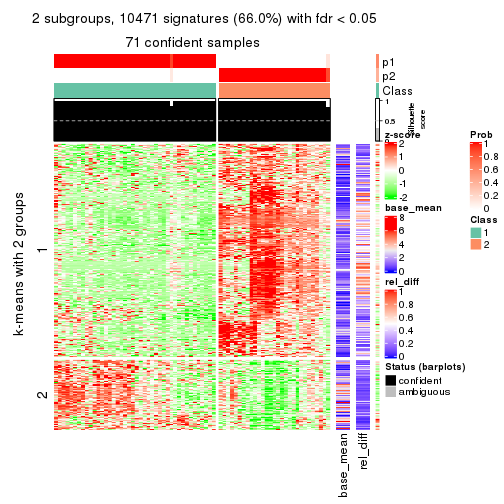 2 subgroups, 10471 signatures (66.0%) with fdr < 0.05
71 confident samples
p1
p2
Class
1
0.5
0
Silhouette
score
k-means with 2 groups
1
2
z-score
2
1
0
-1
-2
base_mean
8
6
4
2
0
rel_diff
1
0.8
0.6
0.4
0.2
0
Status (barplots)
confident
ambiguous
Prob
1
0.8
0.6
0.4
0.2
0
Class
1
2
base_mean
rel_diff